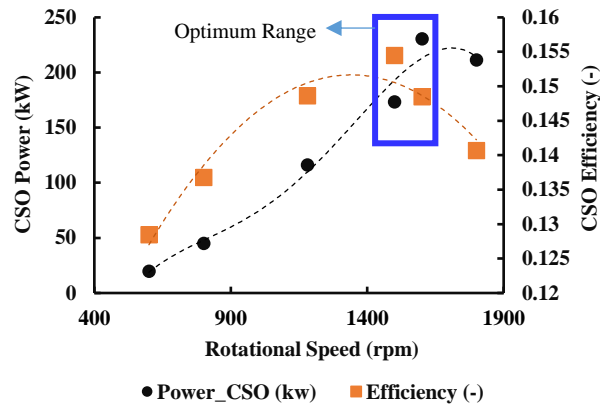 250
200
150
100
50
0
CSO Power (kW)
Optimum Range
0.16
0.155
0.15
0.145
0.14
0.135
0.13
0.125
0.12
CSO Efficiency (-)
400 900 1400 1900
Rotational Speed (rpm)
Power_CSO (kw) Efficiency (-)